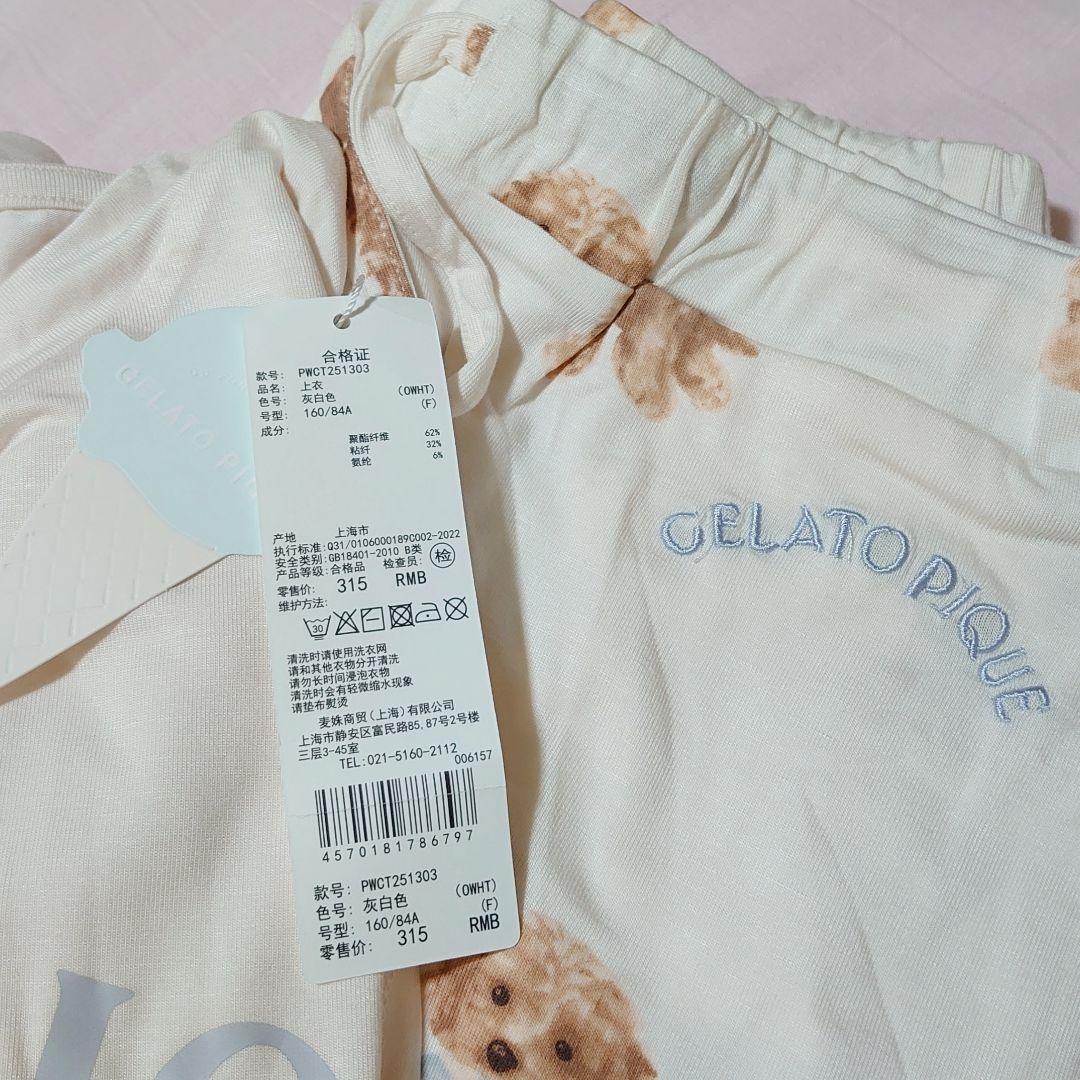 GELATO PIQ
合格证
款号: PWCT251303
品名: 上衣
色号: 灰白色 (OWHT)
号型: 160/84A (F)
成分:
聚酯纤维 62%
粘纤 32%
氨纶 6%
产地 上海市
执行标准:Q31/0106000189C002-2022
安全类别:GB18401-2010 B类
产品等级:合格品 检查员: 检
零售价: 315 RMB
维护方法:
30
清洗时请使用洗衣网
请和其他衣物分开清洗
请勿长时间浸泡衣物
清洗时会有轻微缩水现象
请垫布熨烫
麦姝商贸(上海)有限公司
上海市静安区富民路85,87号2号楼
三层3-45室
TEL:021-5160-2112
006157
4570181786797
款号: PWCT251303
色号: 灰白色 (OWHT)
号型: 160/84A (F)
零售价: 315 RMB
GELATO PIQUE